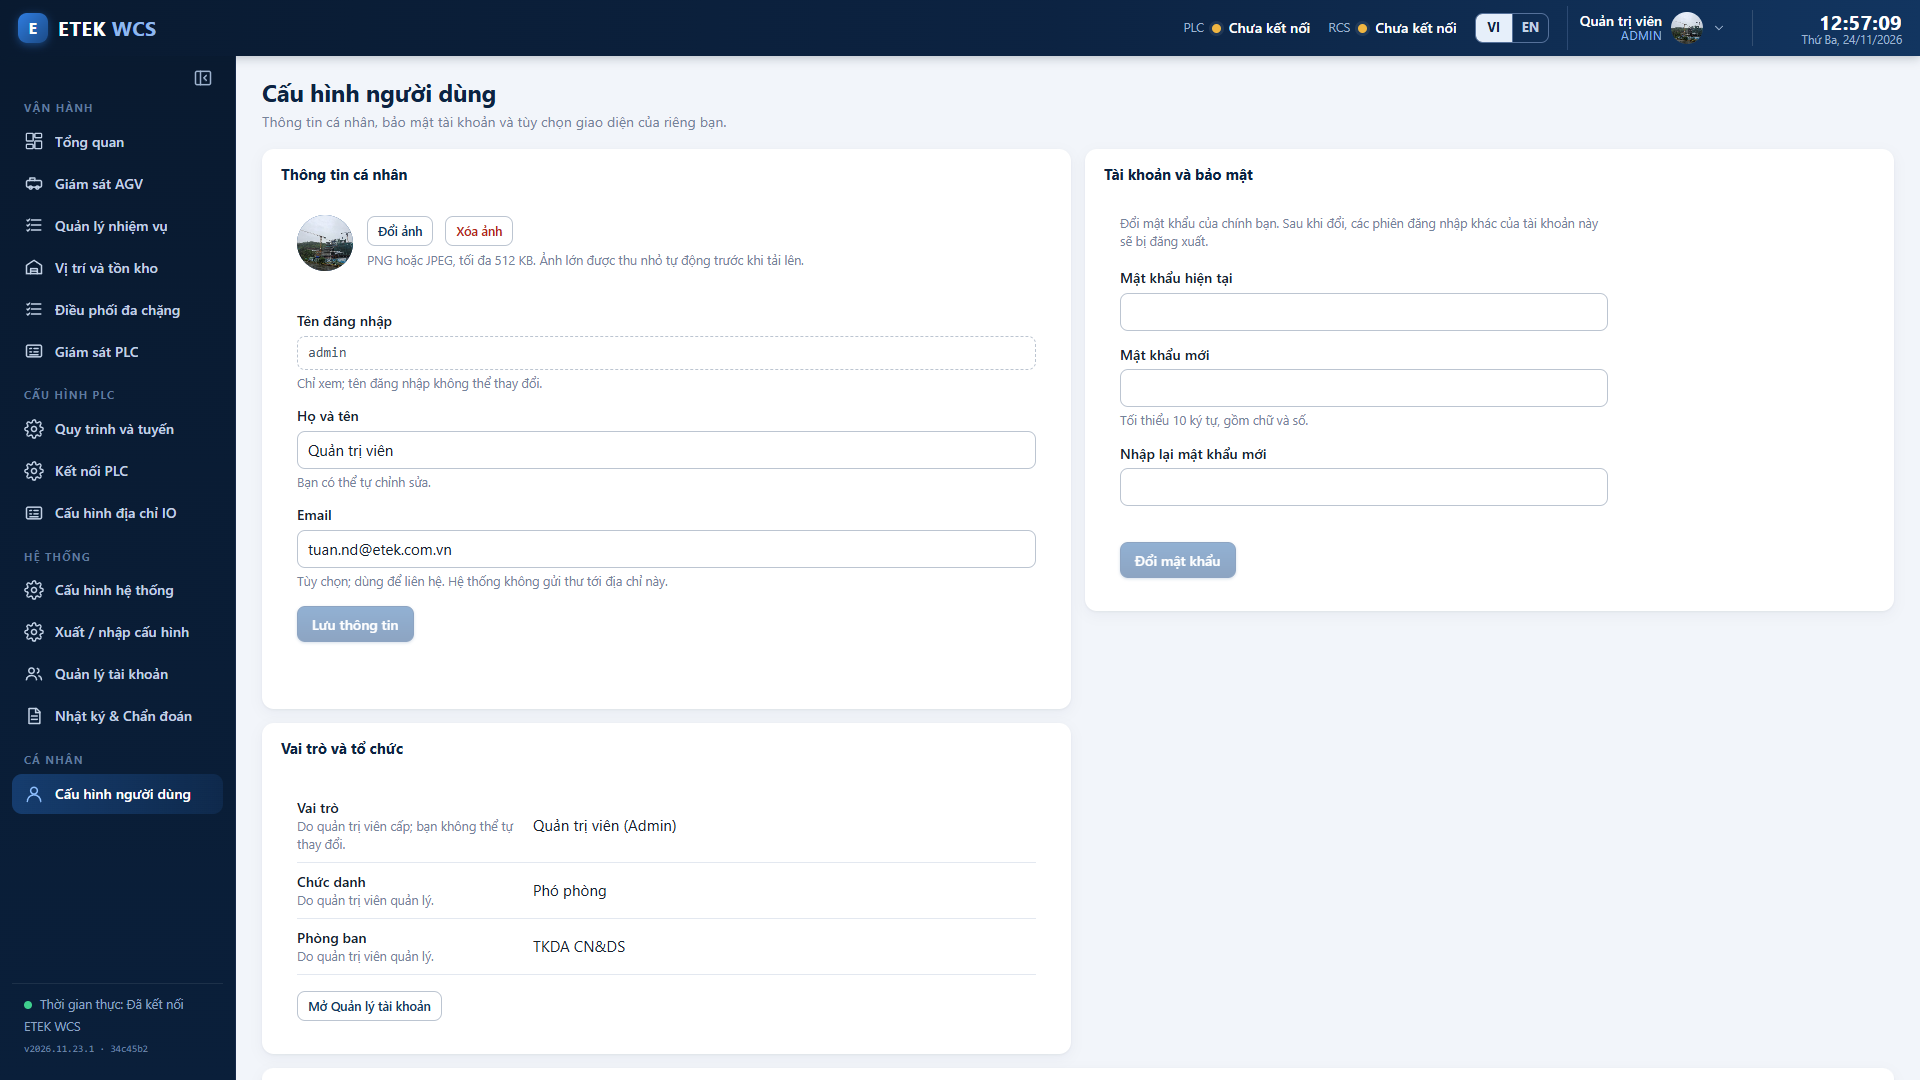 E ETEK WCS
PLC Chưa kết nối RCS Chưa kết nối VI EN
Quản trị viên
ADMIN
12:57:09
Thứ Ba, 24/11/2026
VẬN HÀNH
Tổng quan
Giám sát AGV
Quản lý nhiệm vụ
Vị trí và tồn kho
Điều phối đa chặng
Giám sát PLC
CẤU HÌNH PLC
Quy trình và tuyến
Kết nối PLC
Cấu hình địa chỉ IO
HỆ THỐNG
Cấu hình hệ thống
Xuất / nhập cấu hình
Quản lý tài khoản
Nhật ký & Chẩn đoán
CÁ NHÂN
Cấu hình người dùng
Thời gian thực: Đã kết nối
ETEK WCS
v2026.11.23.1 · 34c45b2
Cấu hình người dùng
Thông tin cá nhân, bảo mật tài khoản và tùy chọn giao diện của riêng bạn.
Thông tin cá nhân
Đổi ảnh Xóa ảnh
PNG hoặc JPEG, tối đa 512 KB. Ảnh lớn được thu nhỏ tự động trước khi tải lên.
Tên đăng nhập
admin
Chỉ xem; tên đăng nhập không thể thay đổi.
Họ và tên
Quản trị viên
Bạn có thể tự chỉnh sửa.
Email
tuan.nd@etek.com.vn
Tùy chọn; dùng để liên hệ. Hệ thống không gửi thư tới địa chỉ này.
Lưu thông tin
Tài khoản và bảo mật
Đổi mật khẩu của chính bạn. Sau khi đổi, các phiên đăng nhập khác của tài khoản này
sẽ bị đăng xuất.
Mật khẩu hiện tại
Mật khẩu mới
Tối thiểu 10 ký tự, gồm chữ và số.
Nhập lại mật khẩu mới
Đổi mật khẩu
Vai trò và tổ chức
Vai trò
Do quản trị viên cấp; bạn không thể tự
thay đổi.
Quản trị viên (Admin)
Chức danh
Do quản trị viên quản lý.
Phó phòng
Phòng ban
Do quản trị viên quản lý.
TKDA CN&DS
Mở Quản lý tài khoản